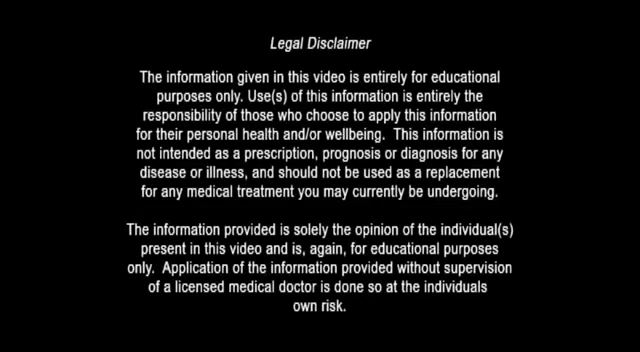 Legal Disclaimer
The information given in this video is entirely for educational
purposes only. Use(s) of this information is entirely the
responsibility of those who choose to apply this information
for their personal health and/or wellbeing.  This information is
not intended as a prescription, prognosis or diagnosis for any
disease or illness, and should not be used as a replacement
for any medical treatment you may currently be undergoing.
The information provided is solely the opinion of the individual(s)
present in this video and is, again, for educational purposes
only.  Application of the information provided without supervision
of a licensed medical doctor is done so at the individuals
own risk.